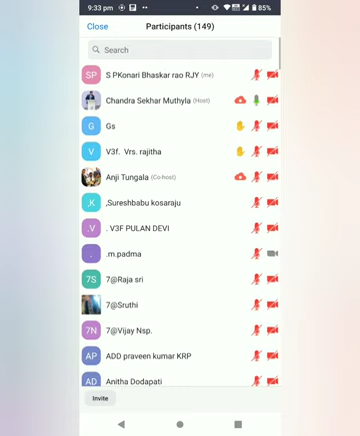 9:33 pm
85%
Close
Participants (149)
Search
SP S PKonari Bhaskar rao RJY (me)
Chandra Sekhar Muthyla (Host)
G Gs
V V3f. Vrs. rajitha
Anji Tungala (Co-host)
,K ,Sureshbabu kosaraju
.V . V3F PULAN DEVI
. .m.padma
7S 7@Raja sri
7@Sruthi
7N 7@Vijay Nsp.
AP ADD praveen kumar KRP
AD Anitha Dodapati
Invite